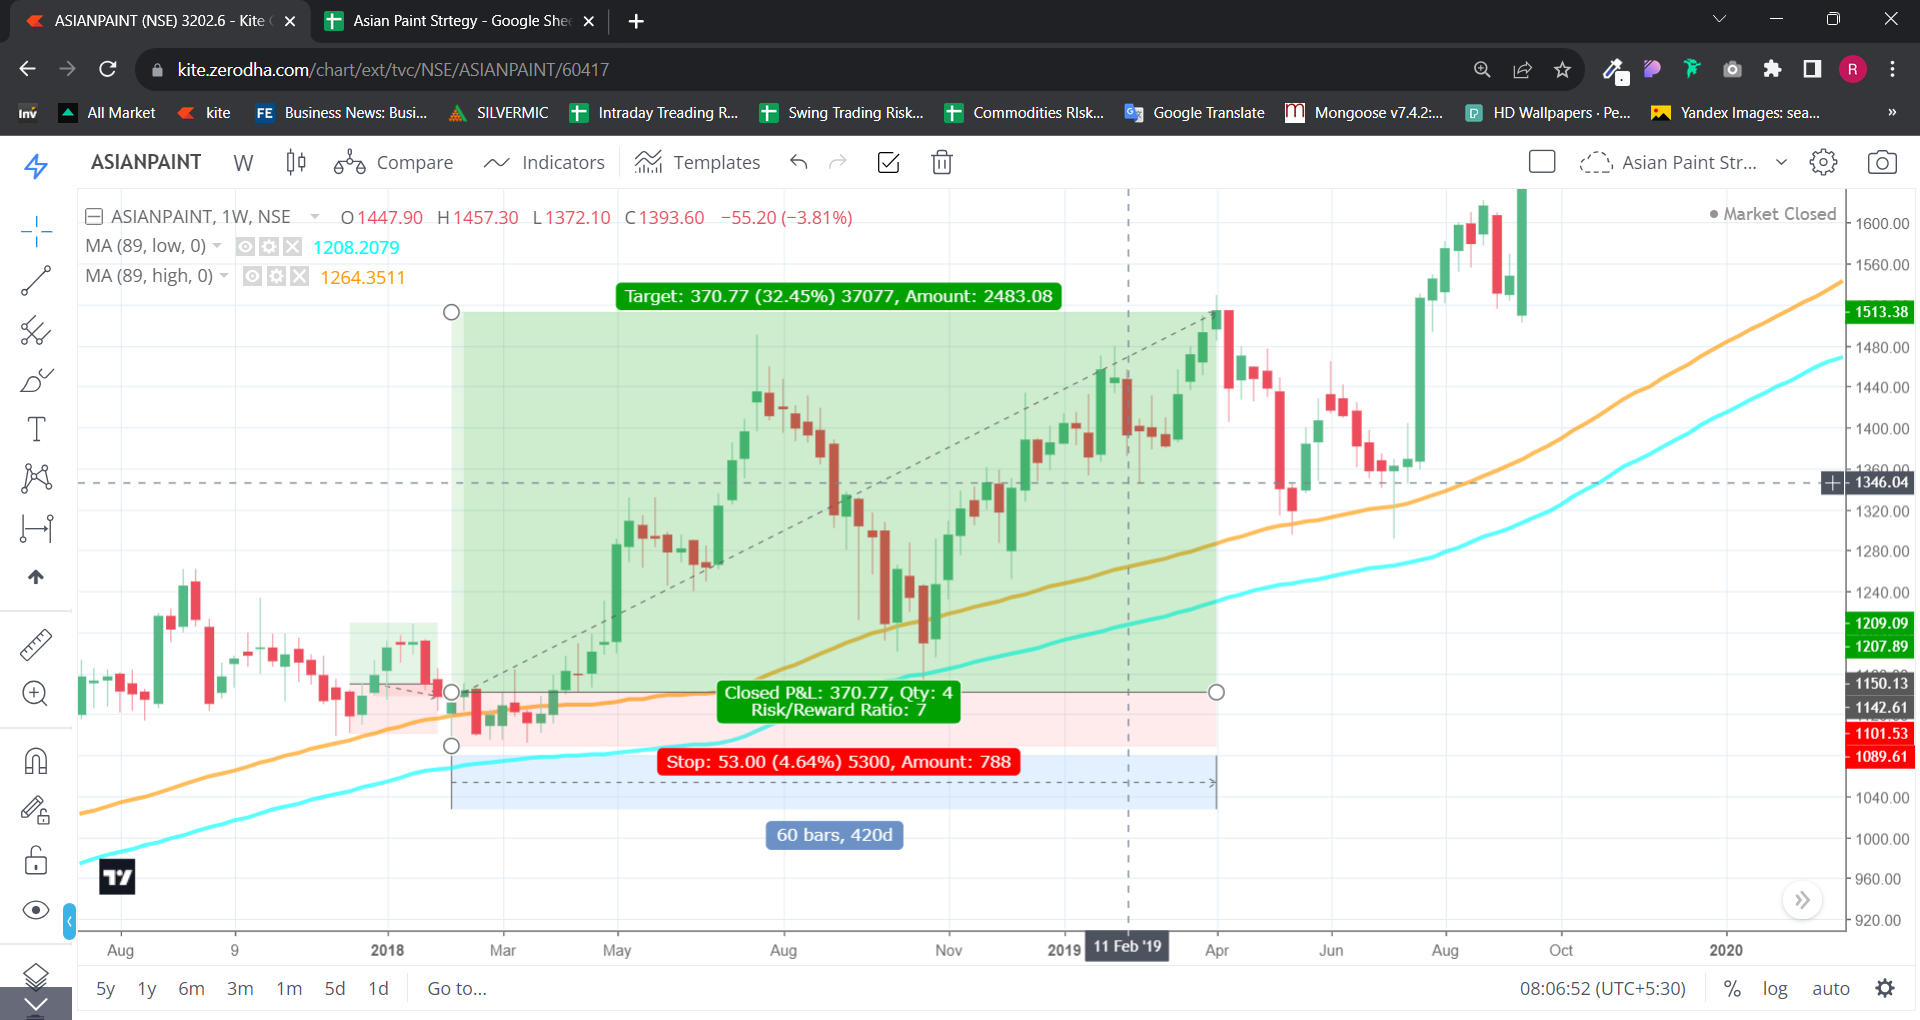 ASIANPAINT (NSE) 3202.6 - Kite
Asian Paint Strtegy - Google Shee
kite.zerodha.com/chart/ext/tvc/NSE/ASIANPAINT/60417
R
Inv
All Market
kite
FE
Business News: Busi...
SILVERMIC
Intraday Treading R...
Swing Trading Risk...
Commodities RIsk...
Google Translate
Mongoose v7.4.2:...
HD Wallpapers · Pe...
Yandex Images: sea...
»
ASIANPAINT
W
Compare
Indicators
Templates
Asian Paint Str...
ASIANPAINT, 1W, NSE
O1447.90 H1457.30 L1372.10 C1393.60 −55.20 (−3.81%)
Market Closed
MA (89, low, 0)
1208.2079
MA (89, high, 0)
1264.3511
Target: 370.77 (32.45%) 37077, Amount: 2483.08
Closed P&L: 370.77, Qty: 4
Risk/Reward Ratio: 7
Stop: 53.00 (4.64%) 5300, Amount: 788
60 bars, 420d
1600.00
1560.00
1513.38
1480.00
1440.00
1400.00
1360.00
1346.04
1320.00
1280.00
1240.00
1209.09
1207.89
1150.13
1142.61
1101.53
1089.61
1040.00
1000.00
960.00
920.00
Aug
9
2018
Mar
May
Aug
Nov
2019
11 Feb '19
Apr
Jun
Aug
Oct
2020
5y
1y
6m
3m
1m
5d
1d
Go to...
08:06:52 (UTC+5:30)
%
log
auto